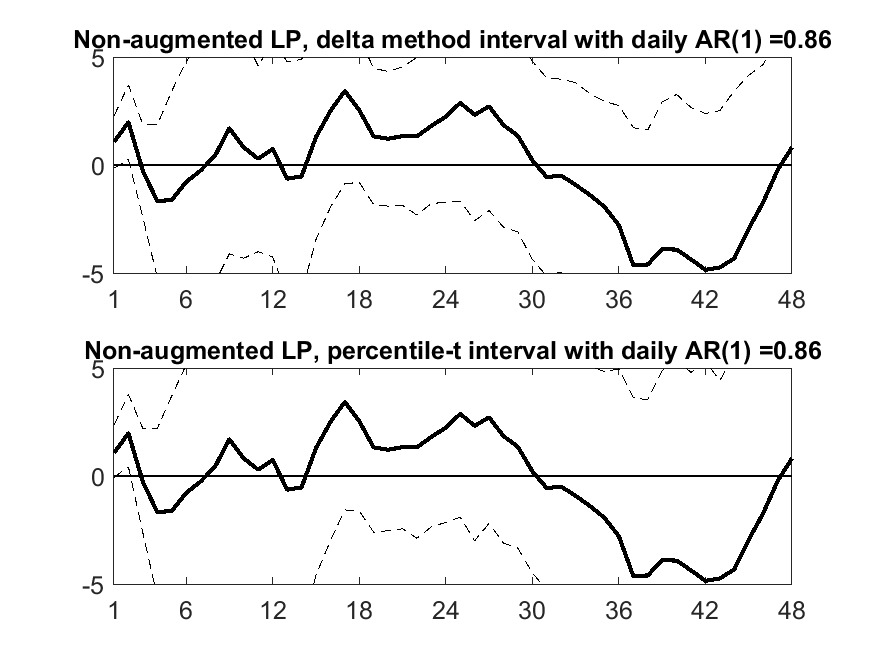 Non-augmented LP, delta method interval with daily AR(1) =0.86
5
0
-5
1 6 12 18 24 30 36 42 48
Non-augmented LP, percentile-t interval with daily AR(1) =0.86
5
0
-5
1 6 12 18 24 30 36 42 48